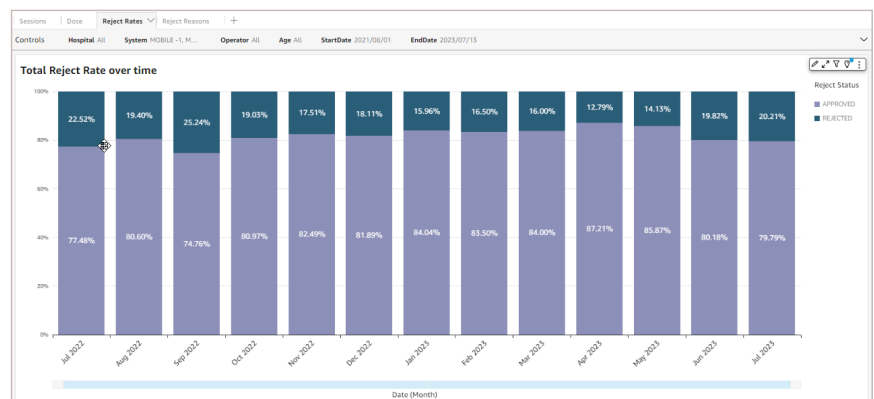 Sessions Dose Reject Rates Reject Reasons +
Controls Hospital All System MOBILE -1, M... Operator All Age All StartDate 2021/08/01 EndDate 2023/07/13
Total Reject Rate over time
Reject Status
APPROVED
REJECTED
100%
80%
60%
40%
20%
0%
22.52% 19.40% 25.24% 19.03% 17.51% 18.11% 15.96% 16.50% 16.00% 12.79% 14.13% 19.82% 20.21%
77.48% 80.60% 74.76% 80.97% 82.49% 81.89% 84.04% 83.50% 84.00% 87.21% 85.87% 80.18% 79.79%
Jul 2022 Aug 2022 Sep 2022 Oct 2022 Nov 2022 Dec 2022 Jan 2023 Feb 2023 Mar 2023 Apr 2023 May 2023 Jun 2023 Jul 2023
Date (Month)